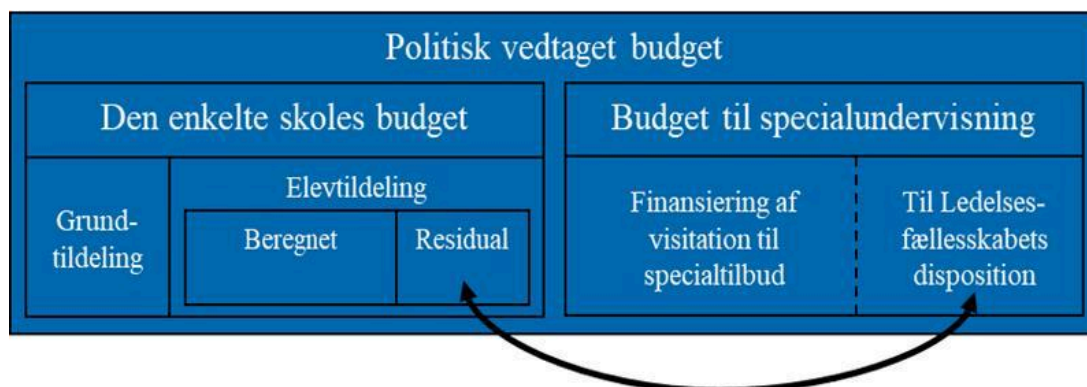 Politisk vedtaget budget
Den enkelte skoles budget
Grund-
tildeling
Elevtildeling
Beregnet
Residual
Budget til specialundervisning
Finansiering af
visitation til
specialtilbud
Til Ledelses-
fællesskabets
disposition